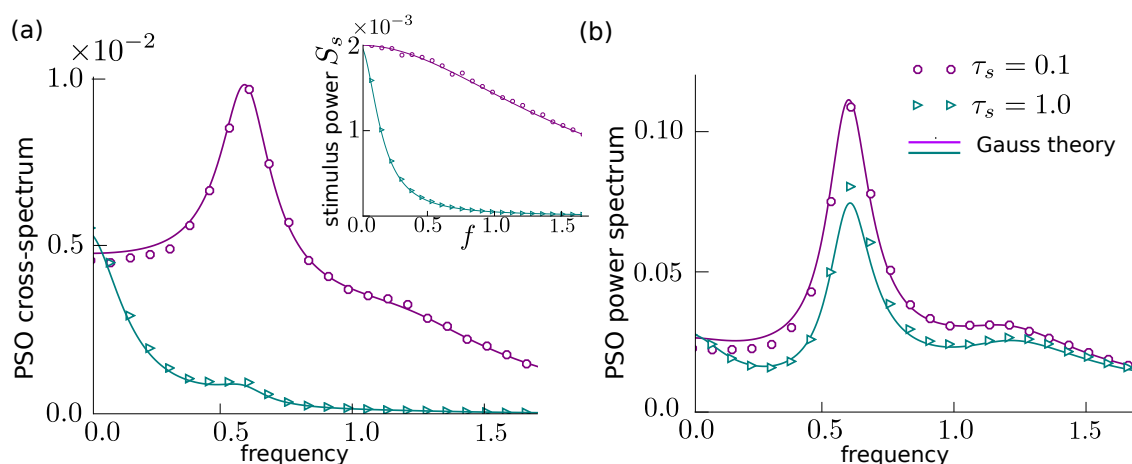 (a)
×10⁻²
1.0
0.5
0.0
PSO cross-spectrum
0.0
0.5
1.0
1.5
frequency
×10⁻³
2
1
0
stimulus power Sₛ
0.0
0.5
1.0
1.5
f
(b)
τₛ = 0.1
τₛ = 1.0
Gauss theory
0.10
0.05
0.0
PSO power spectrum
0.0
0.5
1.0
1.5
frequency